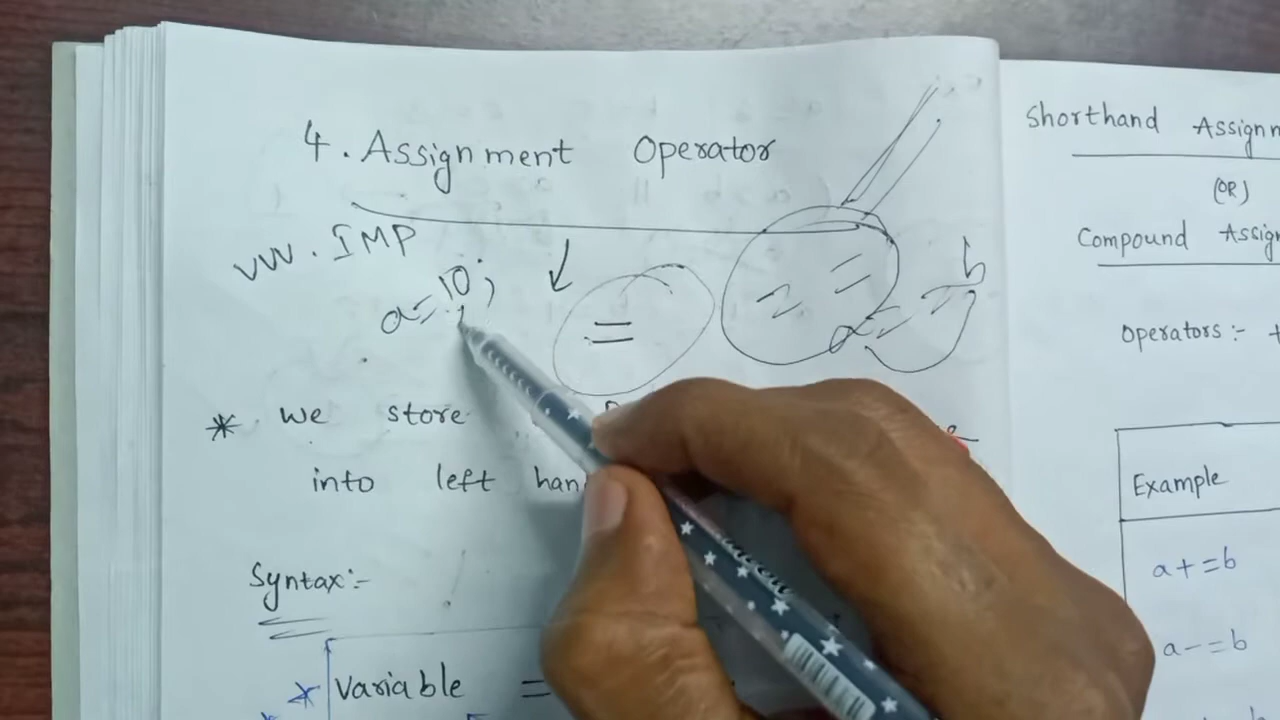 4. Assignment Operator
VVV. IMP
a = 10;
=
= =
a = = b
* We store
into left han
Syntax:-
* Variable =
Shorthand Assignm
(OR)
Compound Assign
Operators:- +
Example
a+=b
a-=b